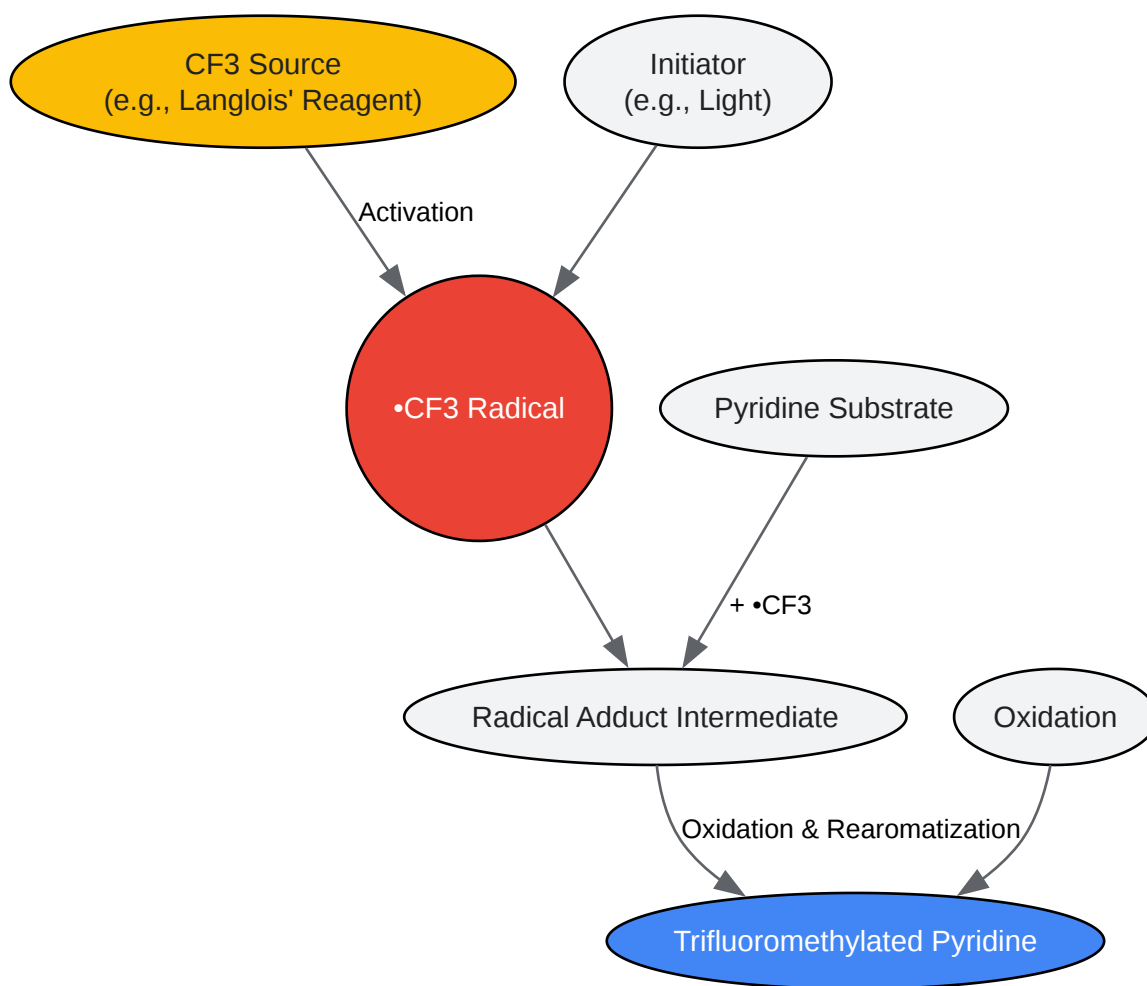 CF3 Source
(e.g., Langlois' Reagent)
Initiator
(e.g., Light)
Activation
•CF3 Radical
Pyridine Substrate
+ •CF3
Radical Adduct Intermediate
Oxidation
Oxidation & Rearomatization
Trifluoromethylated Pyridine